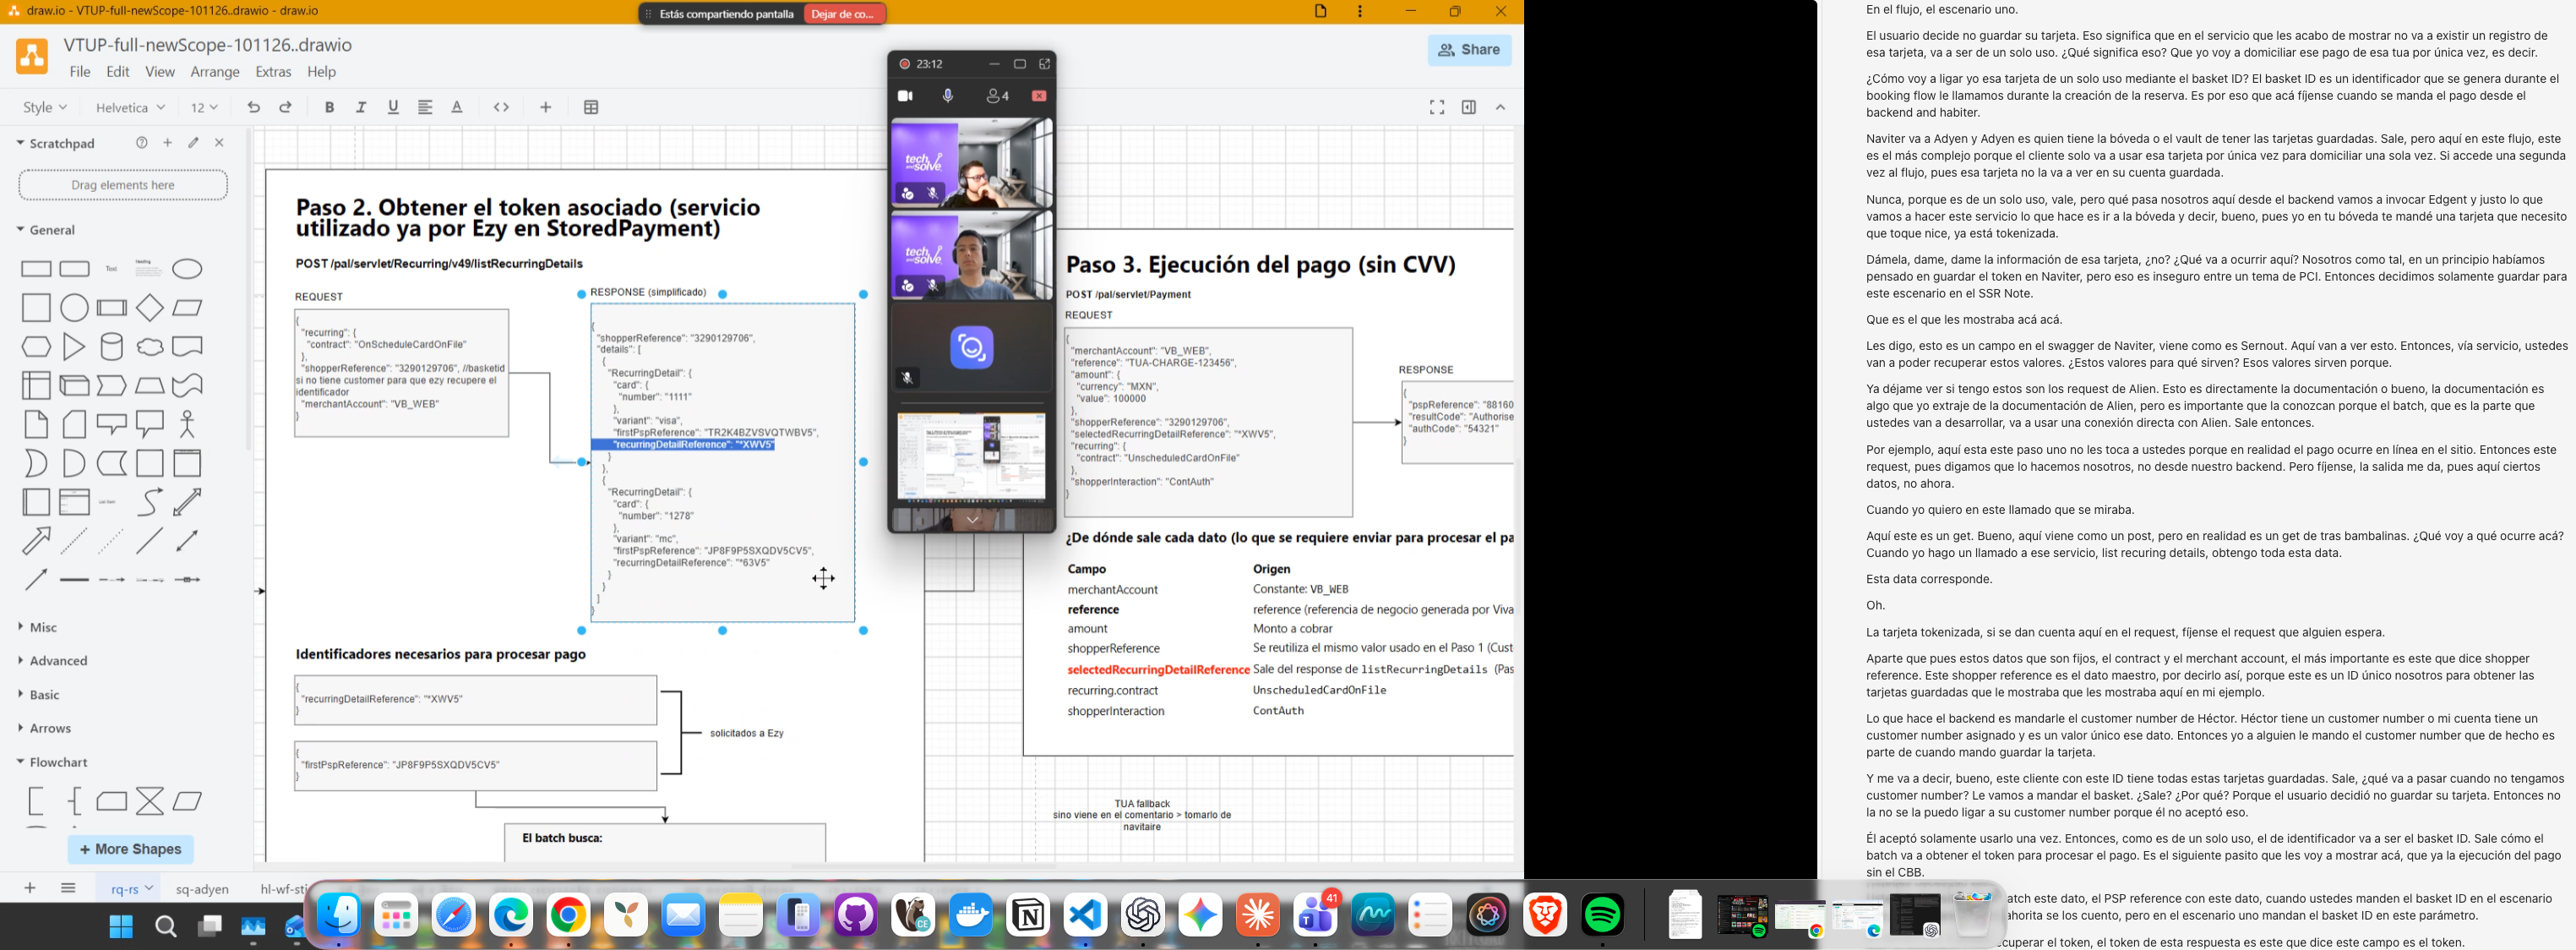 draw.io - VTUP-full-newScope-101126..drawio - draw.io
Estás compartiendo pantalla
Dejar de co...
VTUP-full-newScope-101126..drawio
Share
File Edit View Arrange Extras Help
Style
Helvetica
12
Scratchpad
Drag elements here
General
Heading
Text
List Item
Misc
Advanced
Basic
Arrows
Flowchart
+ More Shapes
Paso 2. Obtener el token asociado (servicio
utilizado ya por Ezy en StoredPayment)
POST /pal/servlet/Recurring/v49/listRecurringDetails
REQUEST
{
"recurring": {
"contract": "OnScheduleCardOnFile"
},
"shopperReference": "3290129706", //basketid
si no tiene customer para que ezy recupere el
identificador
"merchantAccount": "VB_WEB"
}
RESPONSE (simplificado)
{
"shopperReference": "3290129706",
"details": [
{
"RecurringDetail": {
"card": {
"number": "1111"
},
"variant": "visa",
"firstPspReference": "TR2K4BZVSVQTWBV5",
"recurringDetailReference": "*XWV5"
}
},
{
"RecurringDetail": {
"card": {
"number": "1278"
},
"variant": "mc",
"firstPspReference": "JP8F9P5SXQDV5CV5",
"recurringDetailReference": "*63V5"
}
}
]
}
Identificadores necesarios para procesar pago
{
"recurringDetailReference": "*XWV5"
}
{
"firstPspReference": "JP8F9P5SXQDV5CV5"
}
solicitados a Ezy
El batch busca:
23:12
4
tech
and solve
tech
and solve
Paso 3. Ejecución del pago (sin CVV)
POST /pal/servlet/Payment
REQUEST
{
"merchantAccount": "VB_WEB",
"reference": "TUA-CHARGE-123456",
"amount": {
"currency": "MXN",
"value": 100000
},
"shopperReference": "3290129706",
"selectedRecurringDetailReference": "*XWV5",
"recurring": {
"contract": "UnscheduledCardOnFile"
},
"shopperInteraction": "ContAuth"
}
RESPONSE
{
"pspReference": "88160
"resultCode": "Authorise
"authCode": "54321"
}
¿De dónde sale cada dato (lo que se requiere enviar para procesar el pa
Campo Origen
merchantAccount Constante: VB_WEB
reference reference (referencia de negocio generada por Viva
amount Monto a cobrar
shopperReference Se reutiliza el mismo valor usado en el Paso 1 (Cust
selectedRecurringDetailReference Sale del response de listRecurringDetails (Pas
recurring.contract UnscheduledCardOnFile
shopperInteraction ContAuth
TUA fallback
sino viene en el comentario > tomarlo de
navitaire
rq-rs
sq-adyen
hl-wf-sti
41
En el flujo, el escenario uno.
El usuario decide no guardar su tarjeta. Eso significa que en el servicio que les acabo de mostrar no va a existir un registro de
esa tarjeta, va a ser de un solo uso. ¿Qué significa eso? Que yo voy a domiciliar ese pago de esa tua por única vez, es decir.
¿Cómo voy a ligar yo esa tarjeta de un solo uso mediante el basket ID? El basket ID es un identificador que se genera durante el
booking flow le llamamos durante la creación de la reserva. Es por eso que acá fíjense cuando se manda el pago desde el
backend and habiter.
Naviter va a Adyen y Adyen es quien tiene la bóveda o el vault de tener las tarjetas guardadas. Sale, pero aquí en este flujo, este
es el más complejo porque el cliente solo va a usar esa tarjeta por única vez para domiciliar una sola vez. Si accede una segunda
vez al flujo, pues esa tarjeta no la va a ver en su cuenta guardada.
Nunca, porque es de un solo uso, vale, pero qué pasa nosotros aquí desde el backend vamos a invocar Edgent y justo lo que
vamos a hacer este servicio lo que hace es ir a la bóveda y decir, bueno, pues yo en tu bóveda te mandé una tarjeta que necesito
que toque nice, ya está tokenizada.
Dámela, dame, dame la información de esa tarjeta, ¿no? ¿Qué va a ocurrir aquí? Nosotros como tal, en un principio habíamos
pensado en guardar el token en Naviter, pero eso es inseguro entre un tema de PCI. Entonces decidimos solamente guardar para
este escenario en el SSR Note.
Que es el que les mostraba acá acá.
Les digo, esto es un campo en el swagger de Naviter, viene como es Sernout. Aquí van a ver esto. Entonces, vía servicio, ustedes
van a poder recuperar estos valores. ¿Estos valores para qué sirven? Esos valores sirven porque.
Ya déjame ver si tengo estos son los request de Alien. Esto es directamente la documentación o bueno, la documentación es
algo que yo extraje de la documentación de Alien, pero es importante que la conozcan porque el batch, que es la parte que
ustedes van a desarrollar, va a usar una conexión directa con Alien. Sale entonces.
Por ejemplo, aquí esta este paso uno no les toca a ustedes porque en realidad el pago ocurre en línea en el sitio. Entonces este
request, pues digamos que lo hacemos nosotros, no desde nuestro backend. Pero fíjense, la salida me da, pues aquí ciertos
datos, no ahora.
Cuando yo quiero en este llamado que se miraba.
Aquí este es un get. Bueno, aquí viene como un post, pero en realidad es un get de tras bambalinas. ¿Qué voy a qué ocurre acá?
Cuando yo hago un llamado a ese servicio, list recuring details, obtengo toda esta data.
Esta data corresponde.
Oh.
La tarjeta tokenizada, si se dan cuenta aquí en el request, fíjense el request que alguien espera.
Aparte que pues estos datos que son fijos, el contract y el merchant account, el más importante es este que dice shopper
reference. Este shopper reference es el dato maestro, por decirlo así, porque este es un ID único nosotros para obtener las
tarjetas guardadas que le mostraba que les mostraba aquí en mi ejemplo.
Lo que hace el backend es mandarle el customer number de Héctor. Héctor tiene un customer number o mi cuenta tiene un
customer number asignado y es un valor único ese dato. Entonces yo a alguien le mando el customer number que de hecho es
parte de cuando mando guardar la tarjeta.
Y me va a decir, bueno, este cliente con este ID tiene todas estas tarjetas guardadas. Sale, ¿qué va a pasar cuando no tengamos
customer number? Le vamos a mandar el basket. ¿Sale? ¿Por qué? Porque el usuario decidió no guardar su tarjeta. Entonces no
la no se la puedo ligar a su customer number porque él no aceptó eso.
Él aceptó solamente usarlo una vez. Entonces, como es de un solo uso, el de identificador va a ser el basket ID. Sale cómo el
batch va a obtener el token para procesar el pago. Es el siguiente pasito que les voy a mostrar acá, que ya la ejecución del pago
sin el CBB.
atch este dato, el PSP reference con este dato, cuando ustedes manden el basket ID en el escenario
ahorita se los cuento, pero en el escenario uno mandan el basket ID en este parámetro.
cuperar el token, el token de esta respuesta es este que dice este campo es el token.